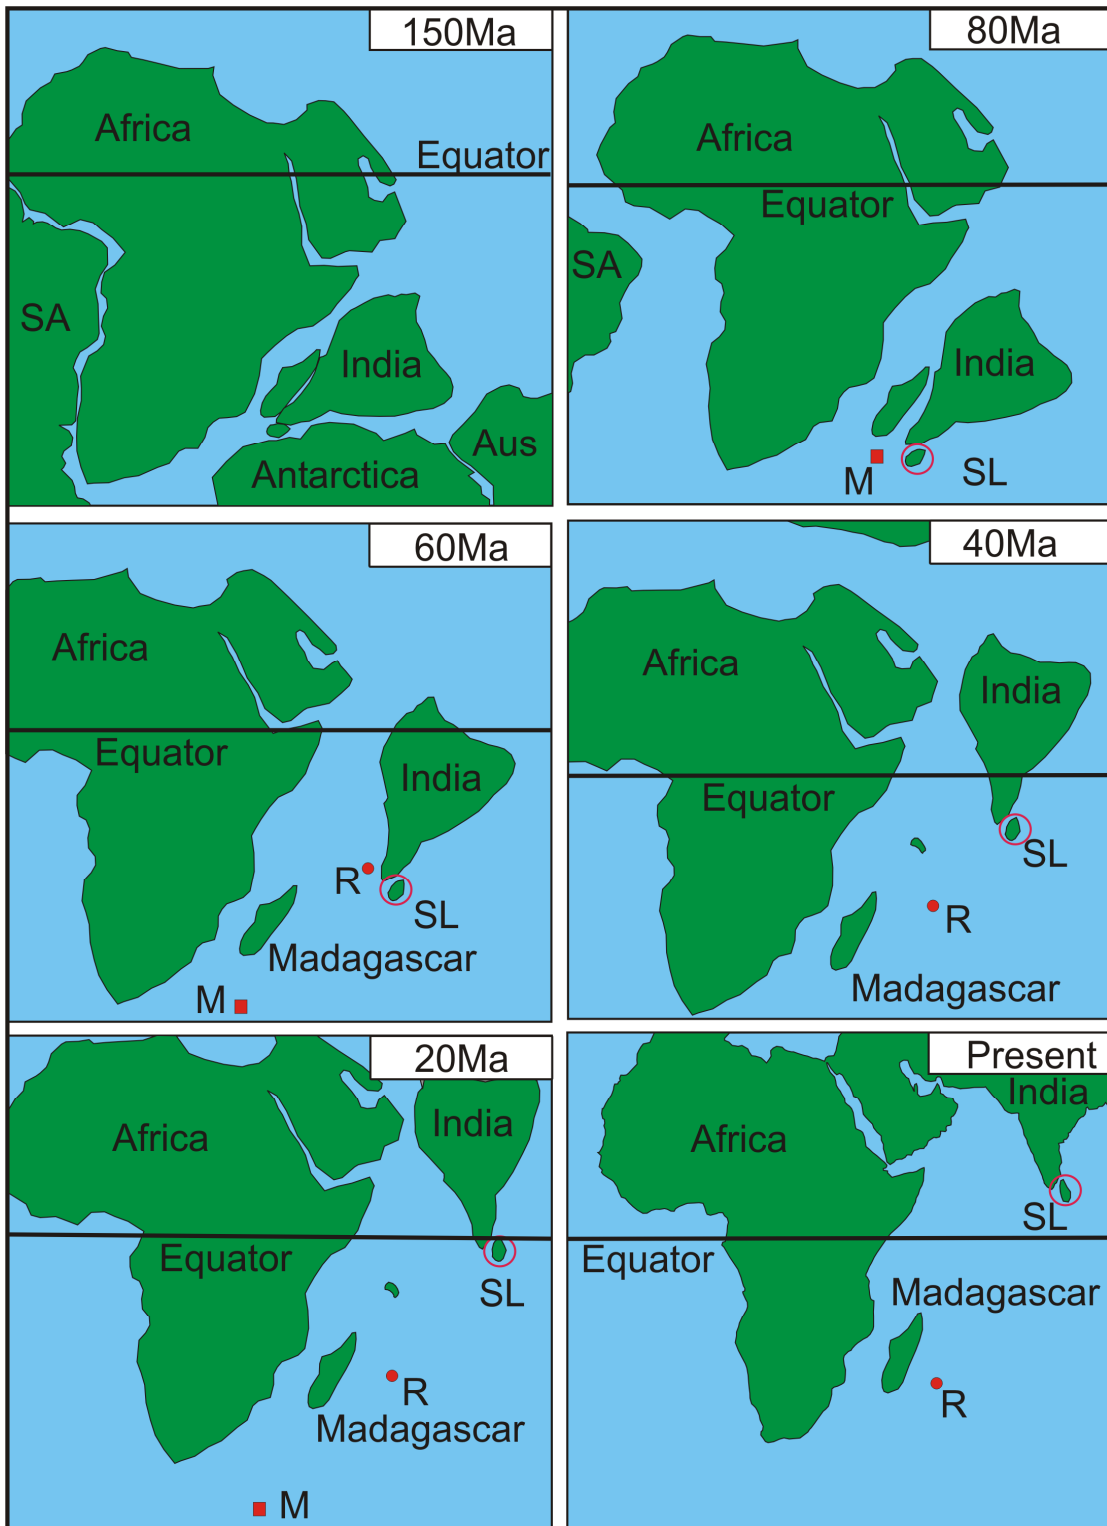 150Ma
Africa
Equator
SA
India
Aus
Antarctica
80Ma
Africa
Equator
SA
India
M
SL
60Ma
Africa
Equator
India
R
SL
Madagascar
M
40Ma
Africa
India
Equator
SL
R
Madagascar
20Ma
India
Africa
Equator
SL
R
Madagascar
M
Present
India
Africa
SL
Equator
Madagascar
R